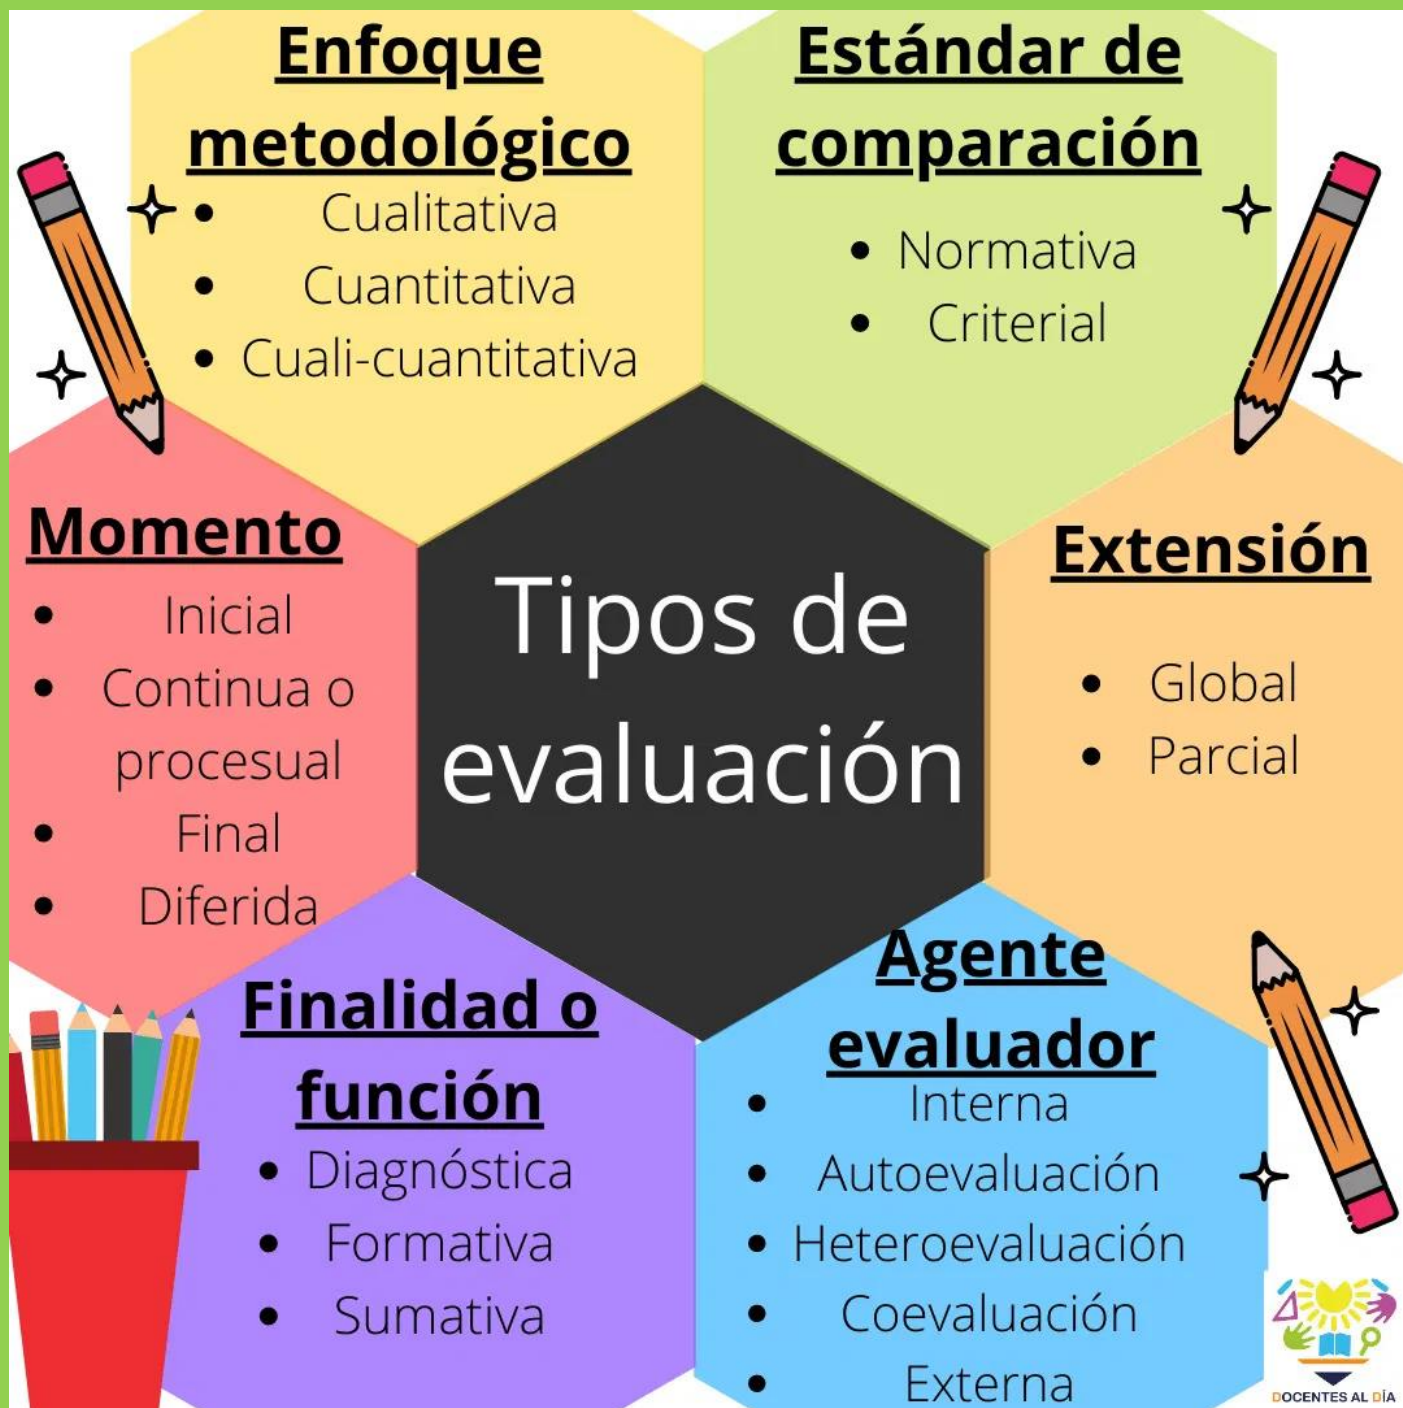 Enfoque
metodológico
• Cualitativa
• Cuantitativa
• Cuali-cuantitativa
Estándar de
comparación
• Normativa
• Criterial
Momento
• Inicial
• Continua o
procesual
• Final
• Diferida
Tipos de
evaluación
Extensión
• Global
• Parcial
Finalidad o
función
• Diagnóstica
• Formativa
• Sumativa
Agente
evaluador
• Interna
• Autoevaluación
• Heteroevaluación
• Coevaluación
• Externa
DOCENTES AL DÍA